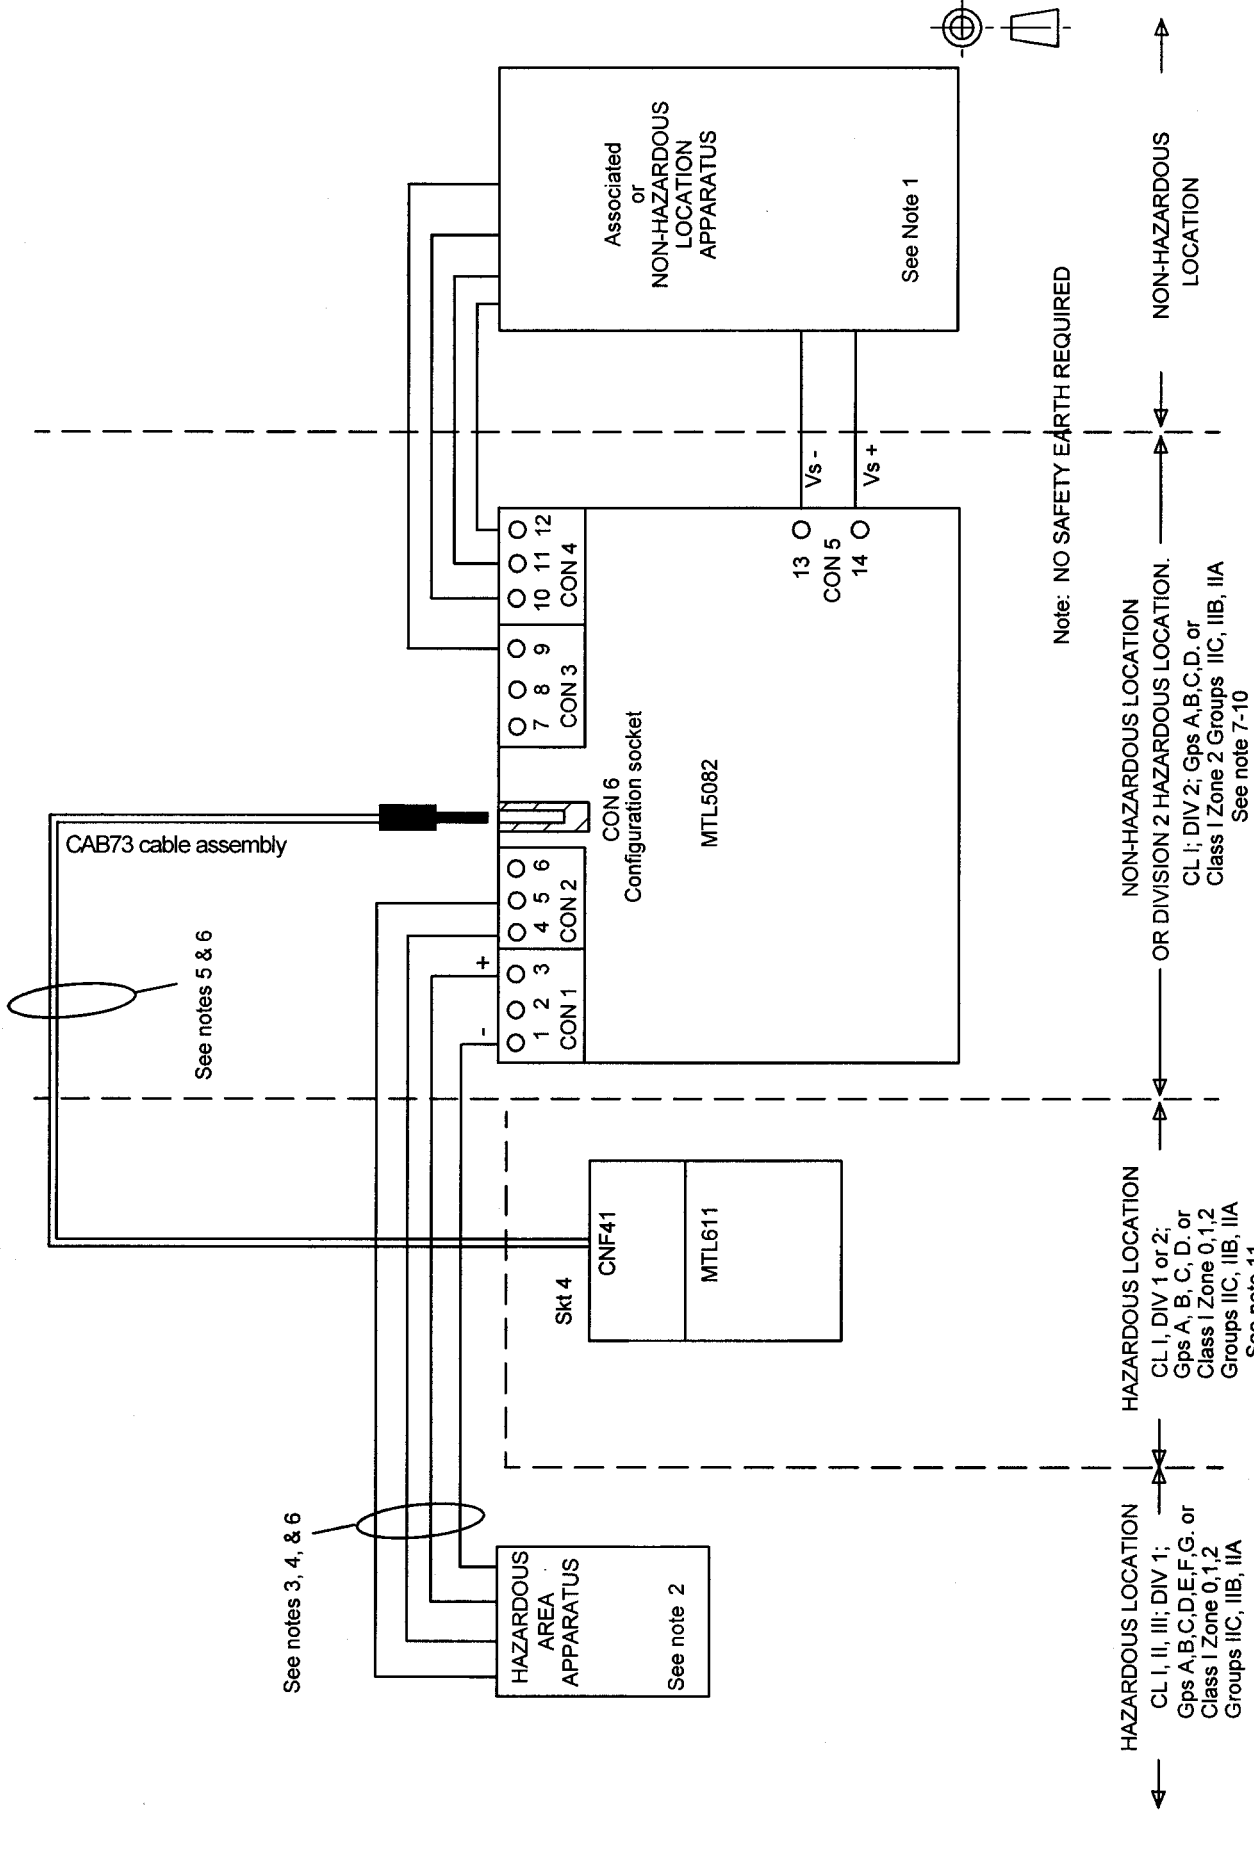 CAB73 cable assembly
See notes 5 & 6
See notes 3, 4, & 6
HAZARDOUS
AREA
APPARATUS
See note 2
Skt 4
CNF41
MTL611
- +
1 2 3 4 5 6
CON 1 CON 2
CON 6
Configuration socket
MTL5082
7 8 9 10 11 12
CON 3 CON 4
13
CON 5
14
Vs -
Vs +
Associated
or
NON-HAZARDOUS
LOCATION
APPARATUS
See Note 1
Note: NO SAFETY EARTH REQUIRED
HAZARDOUS LOCATION
CL I, II, III; DIV 1;
Gps A,B,C,D,E,F,G. or
Class I Zone 0,1,2
Groups IIC, IIB, IIA
HAZARDOUS LOCATION
CL I, DIV 1 or 2;
Gps A, B, C, D. or
Class I Zone 0,1,2
Groups IIC, IIB, IIA
See note 11
NON-HAZARDOUS LOCATION
OR DIVISION 2 HAZARDOUS LOCATION.
CL I; DIV 2; Gps A,B,C,D. or
Class I Zone 2 Groups IIC, IIB, IIA
See note 7-10
NON-HAZARDOUS
LOCATION